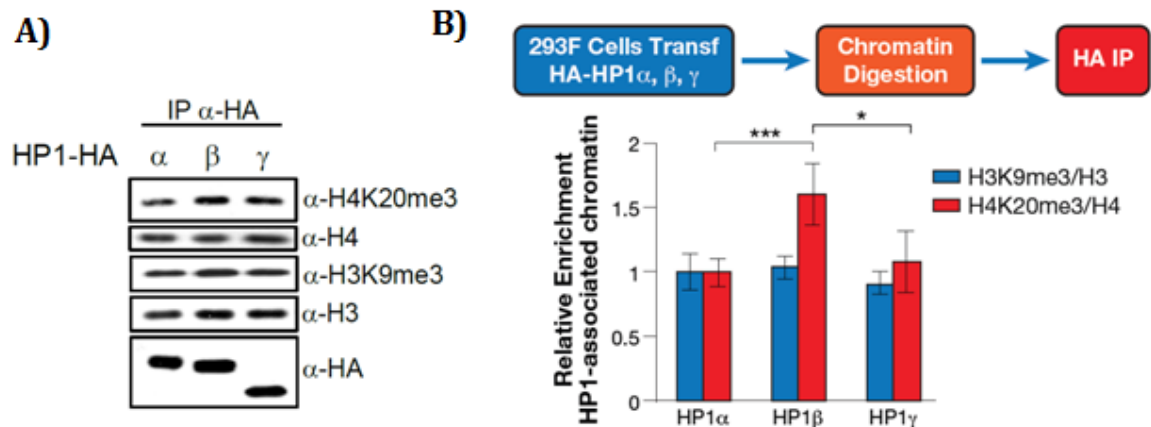 A)
IP α-HA
HP1-HA α β γ
α-H4K20me3
α-H4
α-H3K9me3
α-H3
α-HA
B)
293F Cells Transf
HA-HP1α, β, γ
Chromatin
Digestion
HA IP
Relative Enrichment
HP1-associated chromatin
2
1.5
1
0.5
0
***
*
H3K9me3/H3
H4K20me3/H4
HP1α HP1β HP1γ